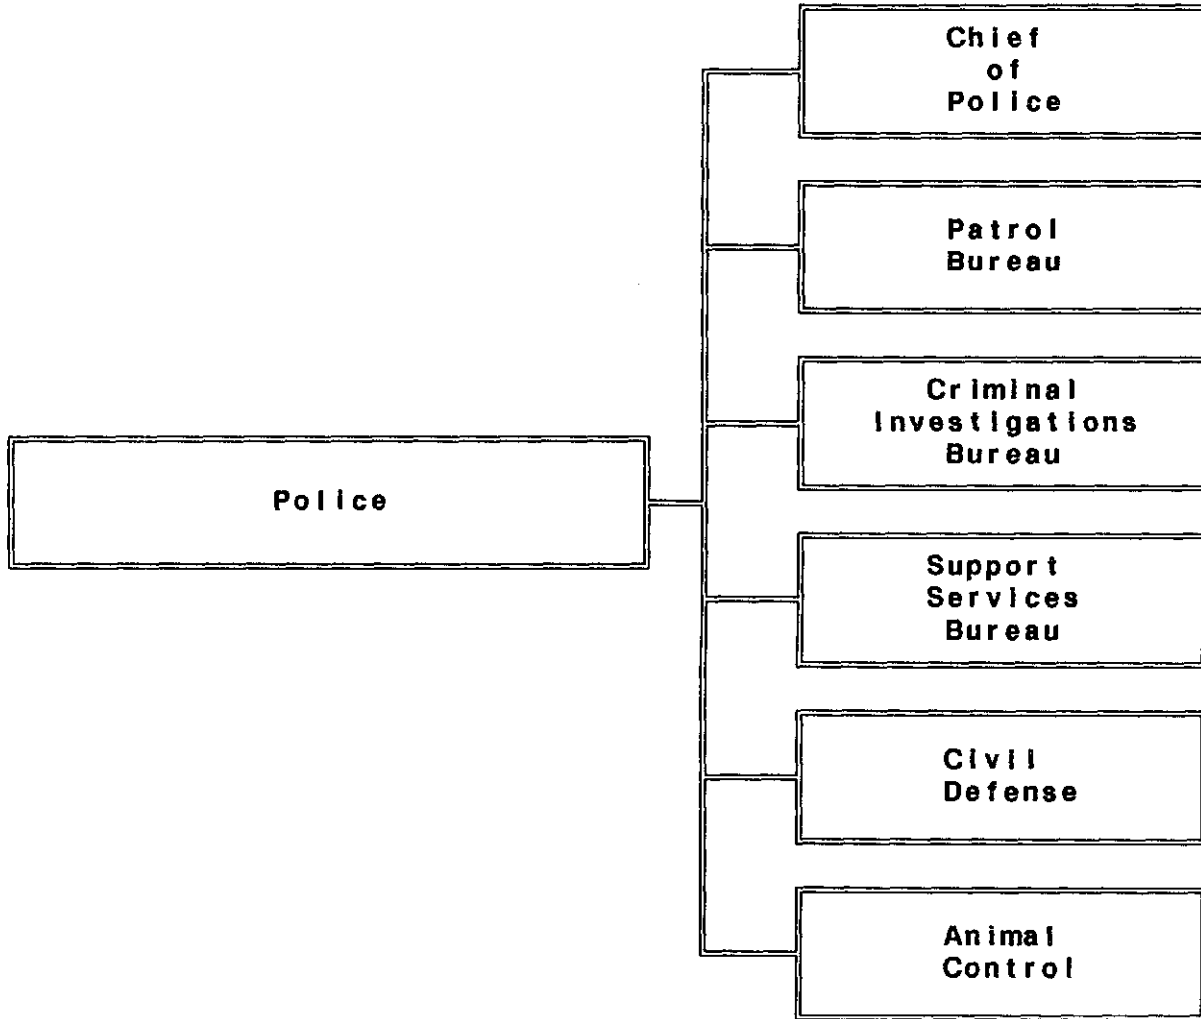 Chief
of
Police
Patrol
Bureau
Criminal
Investigations
Bureau
Police
Support
Services
Bureau
Civil
Defense
Animal
Control